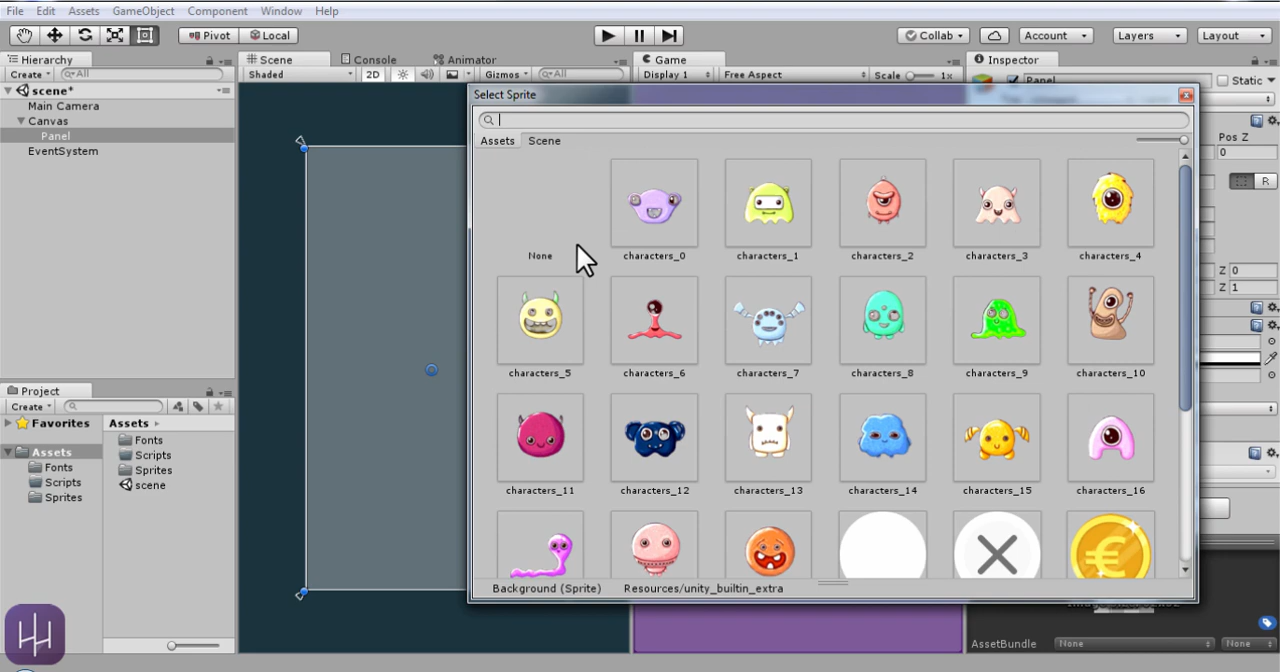 File Edit Assets GameObject Component Window Help
Pivot Local Collab Account Layers Layout
Hierarchy Scene Console Animator Game Inspector
Create All Shaded 2D Gizmos All Display 1 Free Aspect Scale 1x Panel Static
scene*
Main Camera
Canvas
Panel
EventSystem
Select Sprite
Assets Scene
Pos Z
0
R
None characters_0 characters_1 characters_2 characters_3 characters_4
Z 0
Z 1
characters_5 characters_6 characters_7 characters_8 characters_9 characters_10
characters_11 characters_12 characters_13 characters_14 characters_15 characters_16
Background (Sprite) Resources/unity_builtin_extra
Project
Create
Favorites
Assets
Fonts
Scripts
Sprites
Assets
Fonts
Scripts
Sprites
scene
AssetBundle None None